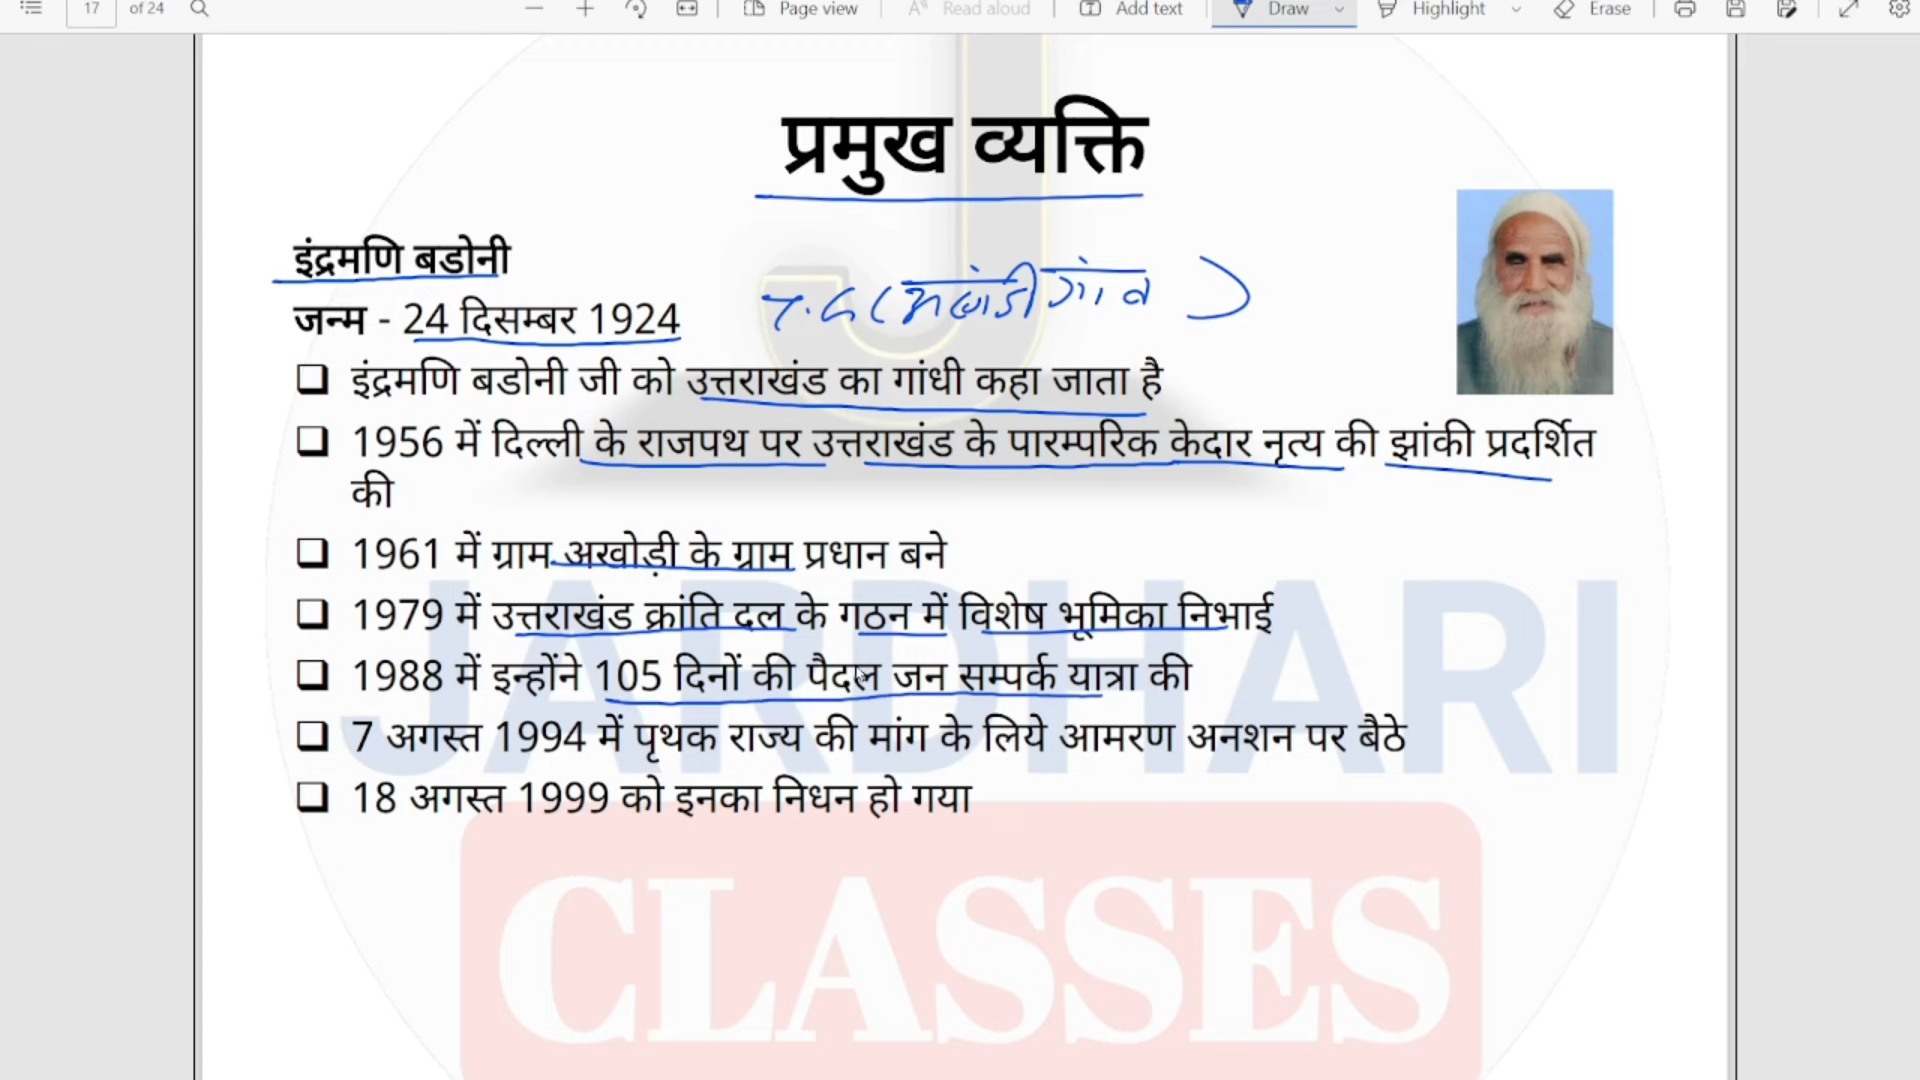 17 of 24 Page view Read aloud Add text Draw Highlight Erase
प्रमुख व्यक्ति
इंद्रमणि बडोनी
जन्म - 24 दिसम्बर 1924
इंद्रमणि बडोनी जी को उत्तराखंड का गांधी कहा जाता है
1956 में दिल्ली के राजपथ पर उत्तराखंड के पारम्परिक केदार नृत्य की झांकी प्रदर्शित
की
1961 में ग्राम अखोड़ी के ग्राम प्रधान बने
1979 में उत्तराखंड क्रांति दल के गठन में विशेष भूमिका निभाई
1988 में इन्होंने 105 दिनों की पैदल जन सम्पर्क यात्रा की
7 अगस्त 1994 में पृथक राज्य की मांग के लिये आमरण अनशन पर बैठे
18 अगस्त 1999 को इनका निधन हो गया
JARDHARI
CLASSES